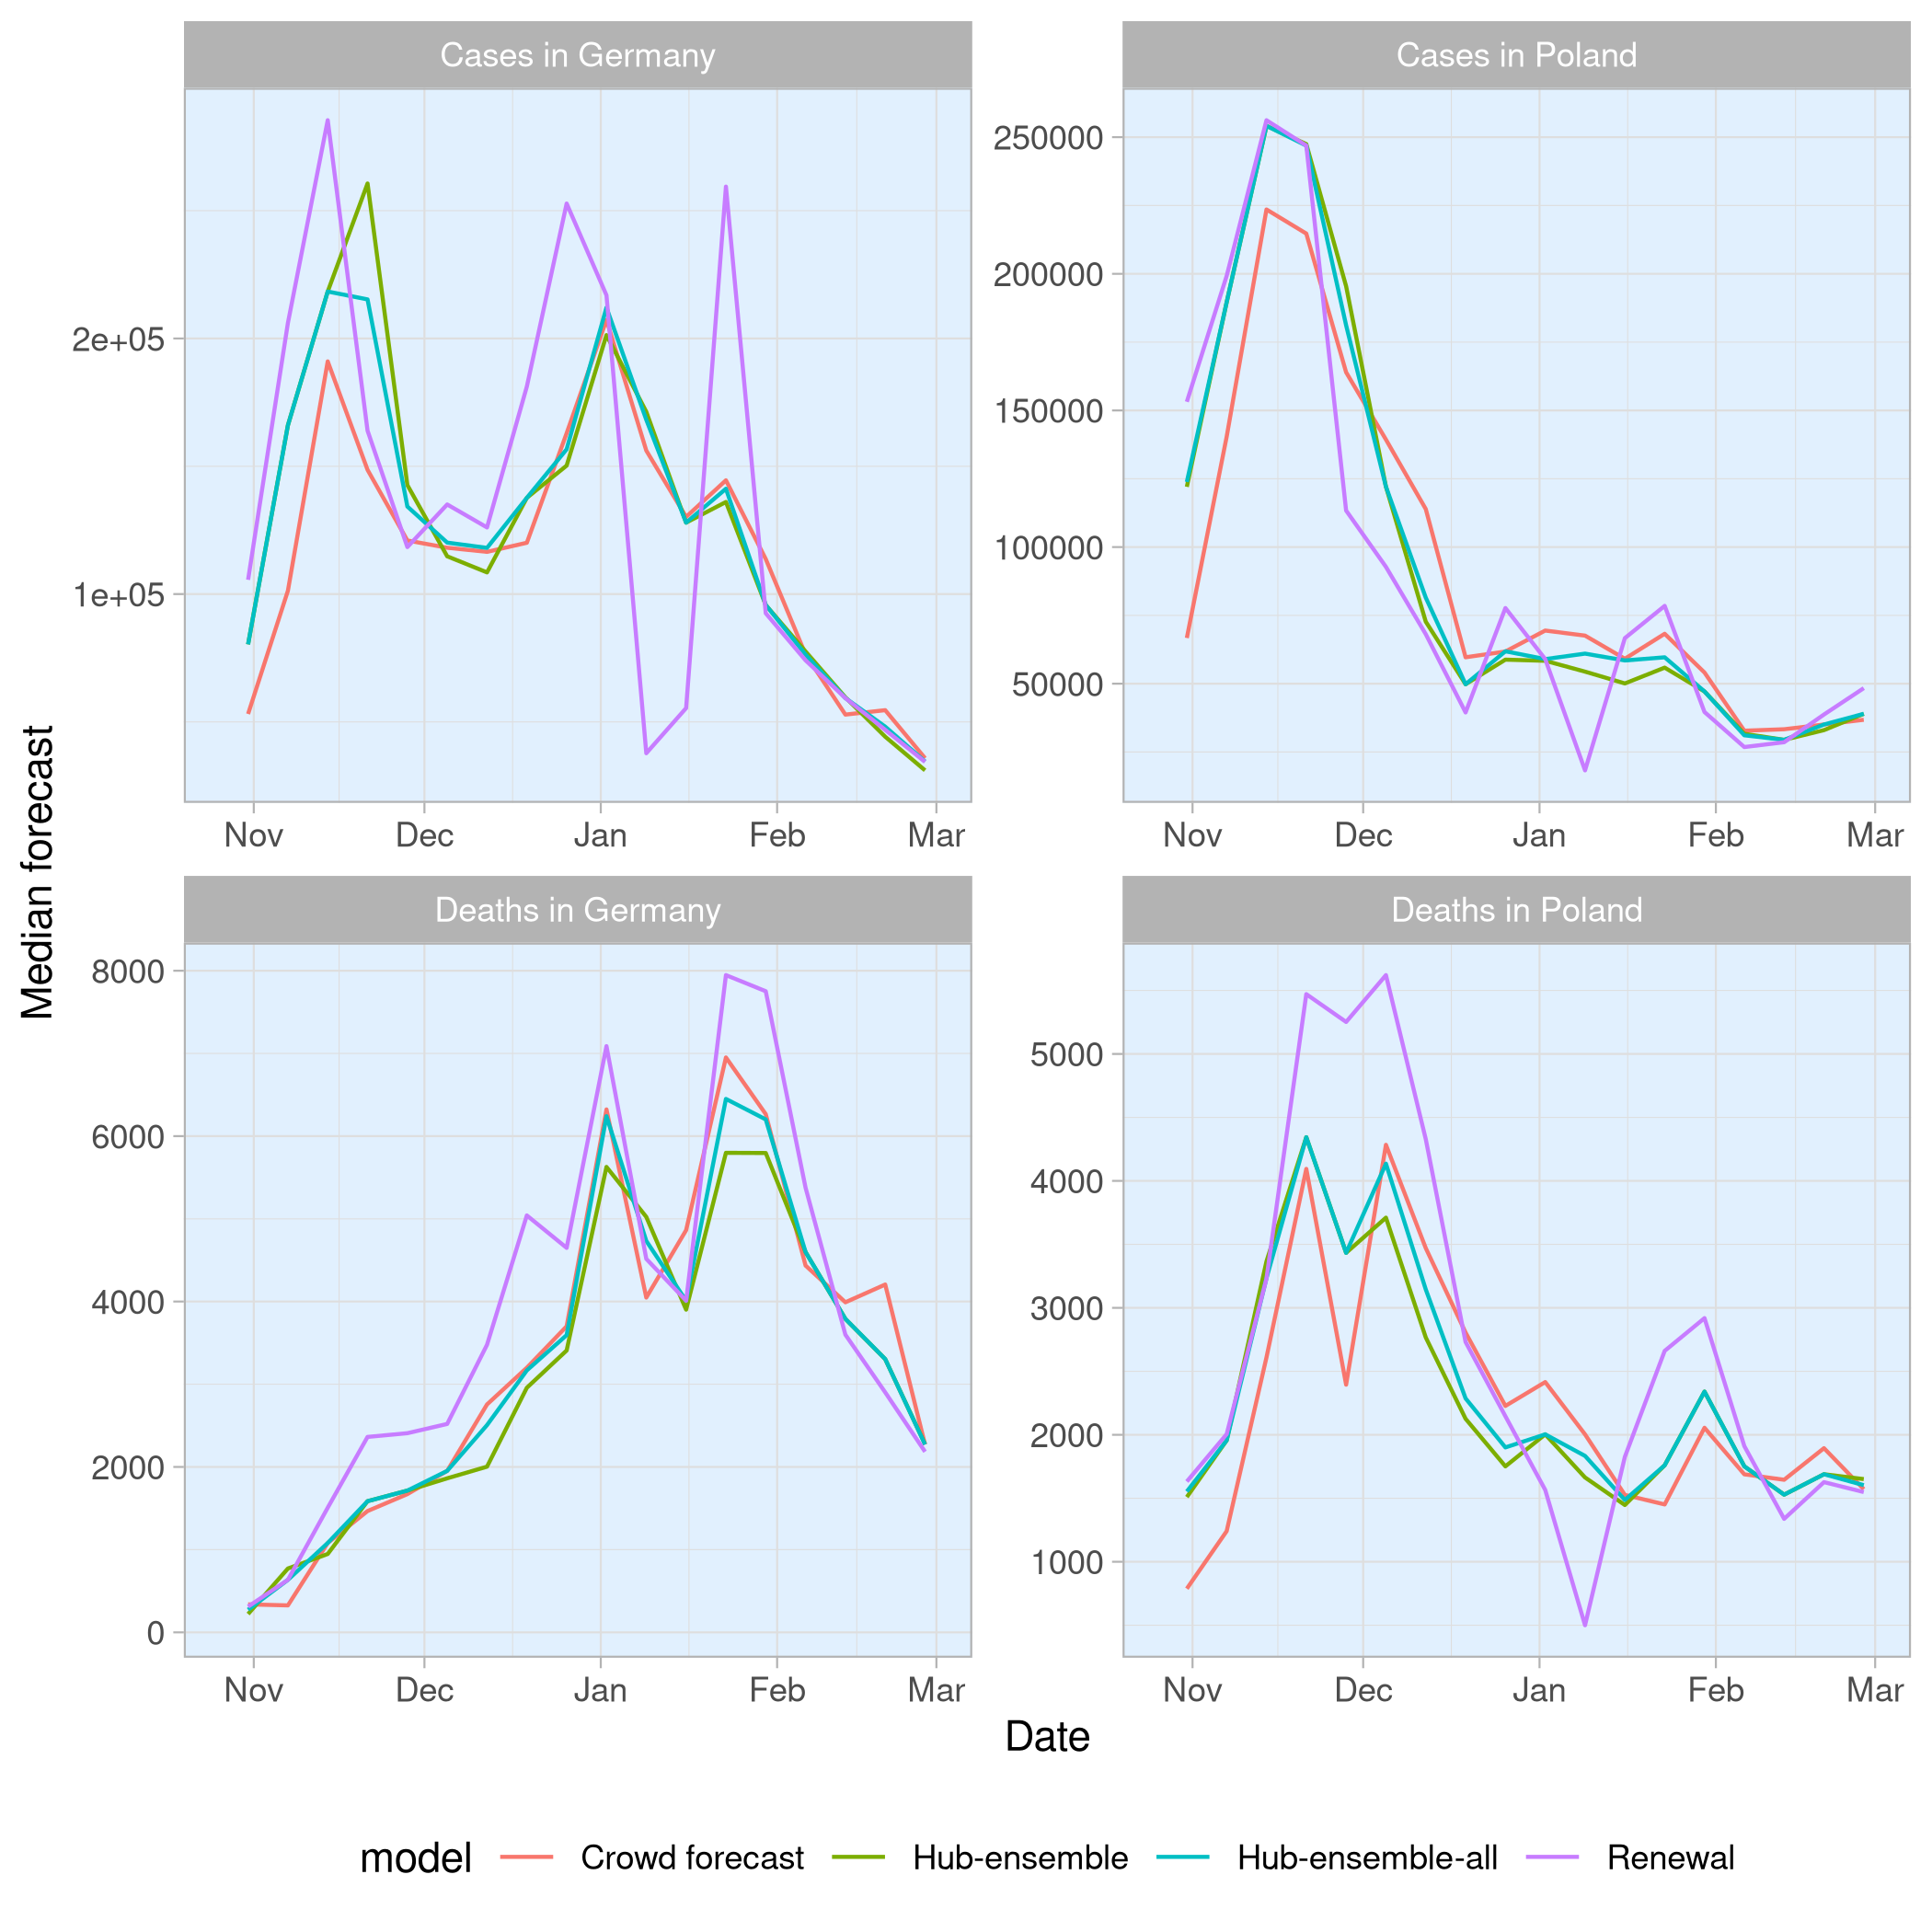 Cases in Germany
Cases in Poland
2e+05
1e+05
250000
200000
150000
100000
50000
Nov Dec Jan Feb Mar
Nov Dec Jan Feb Mar
Median forecast
Deaths in Germany
Deaths in Poland
8000
6000
4000
2000
0
5000
4000
3000
2000
1000
Nov Dec Jan Feb Mar
Nov Dec Jan Feb Mar
Date
model Crowd forecast Hub-ensemble Hub-ensemble-all Renewal